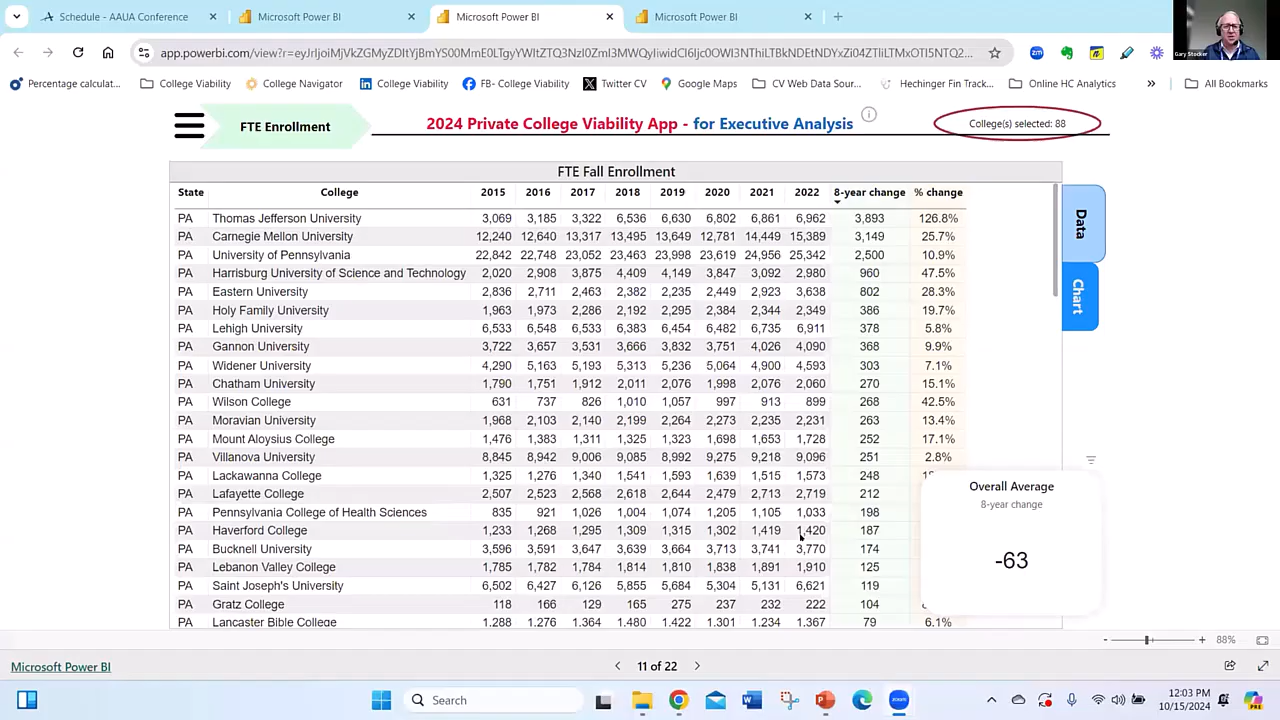 Schedule - AAUA Conference
Microsoft Power BI
Microsoft Power BI
Microsoft Power BI
Gary Stocker
Percentage calculat...
College Viability
College Navigator
College Viability
FB- College Viability
Twitter CV
Google Maps
CV Web Data Sour...
Hechinger Fin Track...
Online HC Analytics
All Bookmarks
FTE Enrollment
2024 Private College Viability App - for Executive Analysis
College(s) selected: 88
FTE Fall Enrollment
State College 2015 2016 2017 2018 2019 2020 2021 2022 8-year change % change
PA Thomas Jefferson University 3,069 3,185 3,322 6,536 6,630 6,802 6,861 6,962 3,893 126.8%
PA Carnegie Mellon University 12,240 12,640 13,317 13,495 13,649 12,781 14,449 15,389 3,149 25.7%
PA University of Pennsylvania 22,842 22,748 23,052 23,463 23,998 23,619 24,956 25,342 2,500 10.9%
PA Harrisburg University of Science and Technology 2,020 2,908 3,875 4,409 4,149 3,847 3,092 2,980 960 47.5%
PA Eastern University 2,836 2,711 2,463 2,382 2,235 2,449 2,923 3,638 802 28.3%
PA Holy Family University 1,963 1,973 2,286 2,192 2,295 2,384 2,344 2,349 386 19.7%
PA Lehigh University 6,533 6,548 6,533 6,383 6,454 6,482 6,735 6,911 378 5.8%
PA Gannon University 3,722 3,657 3,531 3,666 3,832 3,751 4,026 4,090 368 9.9%
PA Widener University 4,290 5,163 5,193 5,313 5,236 5,064 4,900 4,593 303 7.1%
PA Chatham University 1,790 1,751 1,912 2,011 2,076 1,998 2,076 2,060 270 15.1%
PA Wilson College 631 737 826 1,010 1,057 997 913 899 268 42.5%
PA Moravian University 1,968 2,103 2,140 2,199 2,264 2,273 2,235 2,231 263 13.4%
PA Mount Aloysius College 1,476 1,383 1,311 1,325 1,323 1,698 1,653 1,728 252 17.1%
PA Villanova University 8,845 8,942 9,006 9,085 8,992 9,275 9,218 9,096 251 2.8%
PA Lackawanna College 1,325 1,276 1,340 1,541 1,593 1,639 1,515 1,573 248
PA Lafayette College 2,507 2,523 2,568 2,618 2,644 2,479 2,713 2,719 212
PA Pennsylvania College of Health Sciences 835 921 1,026 1,004 1,074 1,205 1,105 1,033 198
PA Haverford College 1,233 1,268 1,295 1,309 1,315 1,302 1,419 1,420 187
PA Bucknell University 3,596 3,591 3,647 3,639 3,664 3,713 3,741 3,770 174
PA Lebanon Valley College 1,785 1,782 1,784 1,814 1,810 1,838 1,891 1,910 125
PA Saint Joseph's University 6,502 6,427 6,126 5,855 5,684 5,304 5,131 6,621 119
PA Gratz College 118 166 129 165 275 237 232 222 104
PA Lancaster Bible College 1,288 1,276 1,364 1,480 1,422 1,301 1,234 1,367 79 6.1%
Data
Chart
Overall Average
8-year change
-63
88%
Microsoft Power BI
11 of 22
Search
12:03 PM
10/15/2024